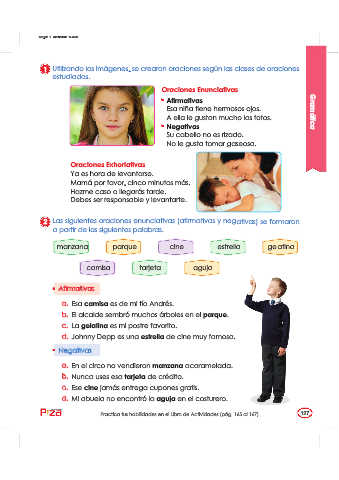 1 Utilizando las imágenes, se crearon oraciones según las clases de oraciones
estudiadas.
Oraciones Enunciativas
• Afirmativas
Esa niña tiene hermosos ojos.
A ella le gustan mucho las fotos.
• Negativas
Su cabello no es rizado.
No le gusta tomar gaseosa.
Gramática
Oraciones Exhortativas
Ya es hora de levantarse.
Mamá por favor, cinco minutos más.
Hazme caso o llegarás tarde.
Debes ser responsable y levantarte.
2 Las siguientes oraciones enunciativas (afirmativas y negativas) se formaron
a partir de las siguientes palabras.
manzana parque cine estrella gelatina
camisa tarjeta aguja
• Afirmativas
a. Esa camisa es de mi tío Andrés.
b. El alcalde sembró muchos árboles en el parque.
c. La gelatina es mi postre favorito.
d. Johnny Depp es una estrella de cine muy famosa.
• Negativas
a. En el circo no vendieron manzana acaramelada.
b. Nunca uses esa tarjeta de crédito.
c. Ese cine jamás entrega cupones gratis.
d. Mi abuela no encontró la aguja en el costurero.
Practica tus habilidades en el Libro de Actividades (pág. 165 al 167)
127